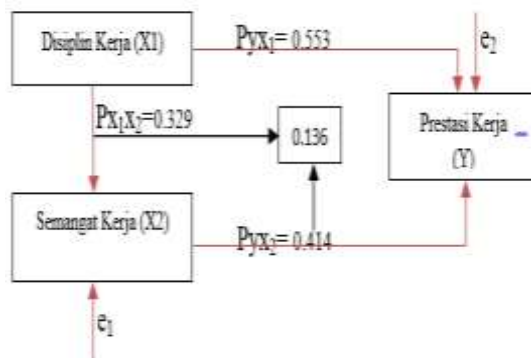 Disiplin Kerja (X1)
Pyx₁= 0.553
e₂
Px₁x₂=0.329
0.136
Prestasi Kerja
(Y)
Semangat Kerja (X2)
Pyx₂= 0.414
e₁